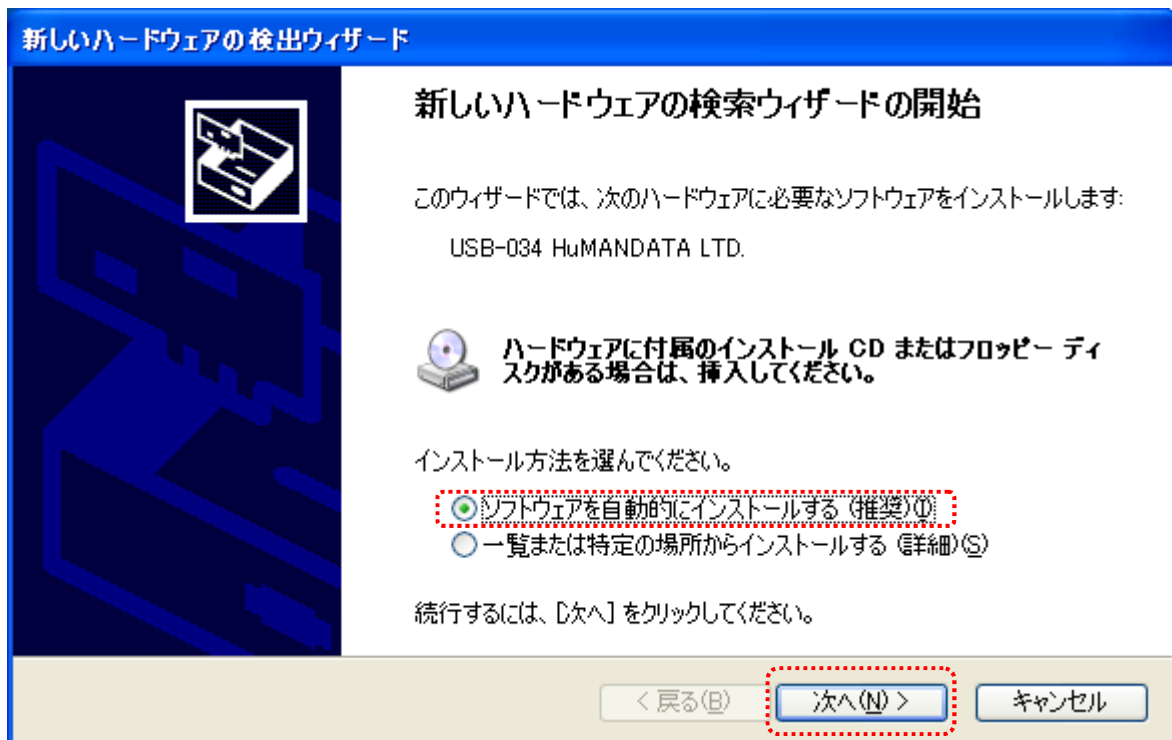 新しいハードウェアの検出ウィザード
新しいハードウェアの検索ウィザードの開始
このウィザードでは、次のハードウェアに必要なソフトウェアをインストールします:
USB-034 HuMANDATA LTD.
ハードウェアに付属のインストール CD またはフロッピー ディ
スクがある場合は、挿入してください。
インストール方法を選んでください。
ソフトウェアを自動的にインストールする (推奨)(I)
一覧または特定の場所からインストールする (詳細)(S)
続行するには、[次へ] をクリックしてください。
< 戻る(B) 次へ(N) > キャンセル